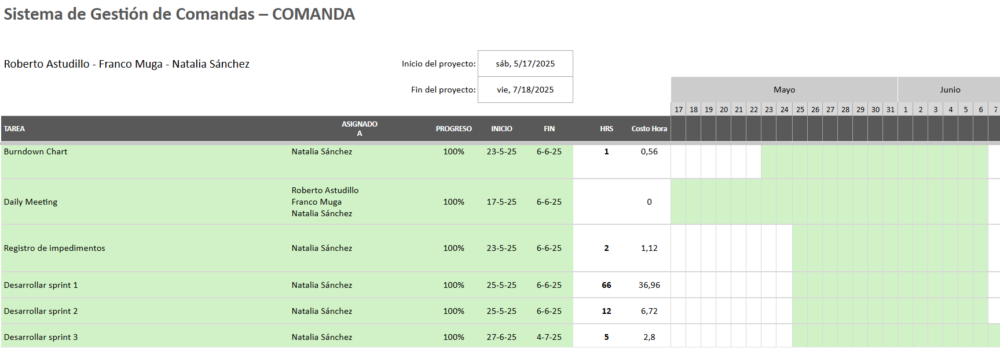 Sistema de Gestión de Comandas – COMANDA
Roberto Astudillo - Franco Muga - Natalia Sánchez
Inicio del proyecto: sáb, 5/17/2025
Fin del proyecto: vie, 7/18/2025
Mayo Junio
17 18 19 20 21 22 23 24 25 26 27 28 29 30 31 1 2 3 4 5 6 7
TAREA ASIGNADO A PROGRESO INICIO FIN HRS Costo Hora
Burndown Chart Natalia Sánchez 100% 23-5-25 6-6-25 1 0,56
Daily Meeting Roberto Astudillo Franco Muga Natalia Sánchez 100% 17-5-25 6-6-25 0
Registro de impedimentos Natalia Sánchez 100% 23-5-25 6-6-25 2 1,12
Desarrollar sprint 1 Natalia Sánchez 100% 25-5-25 6-6-25 66 36,96
Desarrollar sprint 2 Natalia Sánchez 100% 25-5-25 6-6-25 12 6,72
Desarrollar sprint 3 Natalia Sánchez 100% 27-6-25 4-7-25 5 2,8